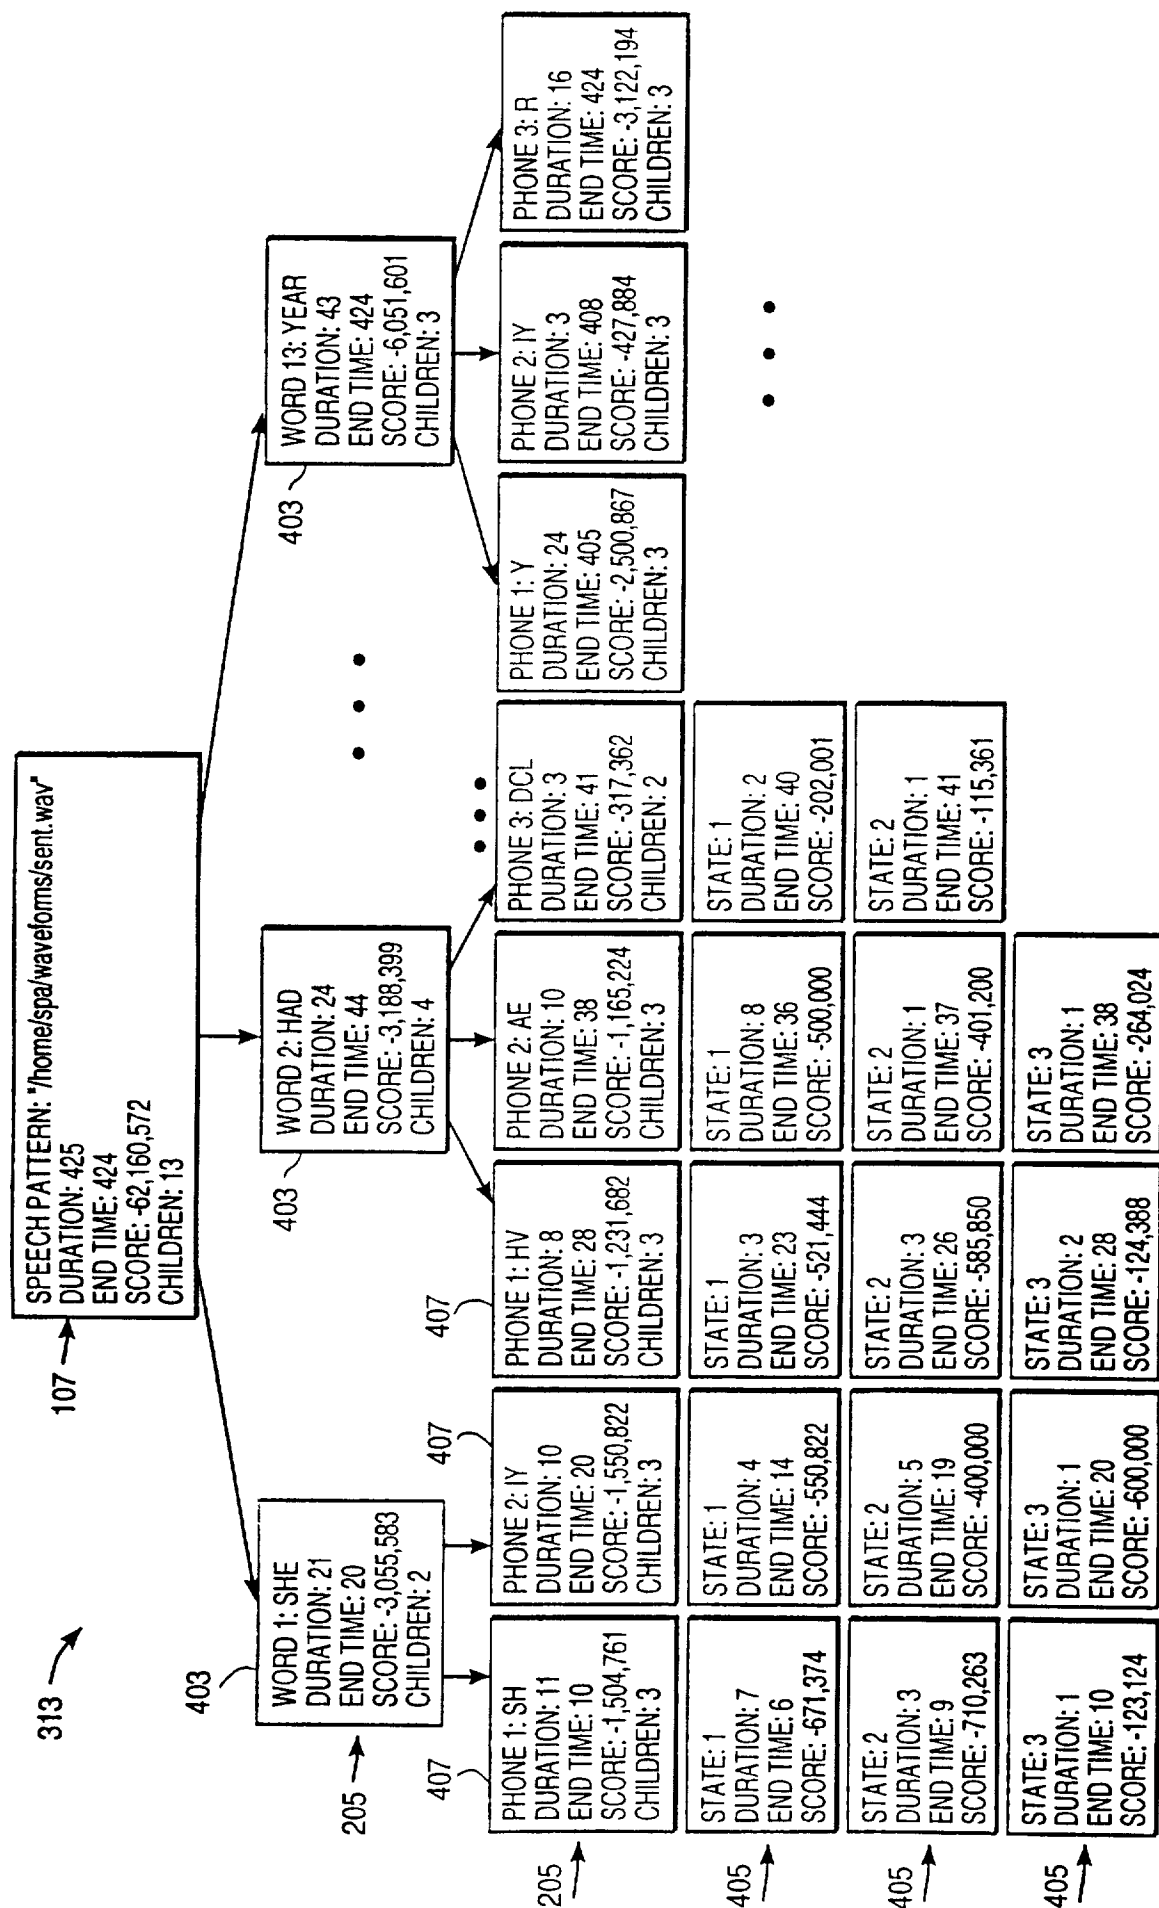 313
107
SPEECH PATTERN: "/home/spa/waveforms/sent.wav"
DURATION: 425
END TIME: 424
SCORE: -62,160,572
CHILDREN: 13
403
WORD 1: SHE
DURATION: 21
END TIME: 20
SCORE: -3,055,583
CHILDREN: 2
205
403
WORD 2: HAD
DURATION: 24
END TIME: 44
SCORE: -3,188,399
CHILDREN: 4
403
WORD 13: YEAR
DURATION: 43
END TIME: 424
SCORE: -6,051,601
CHILDREN: 3
205
407
PHONE 1: SH
DURATION: 11
END TIME: 10
SCORE: -1,504,761
CHILDREN: 3
407
PHONE 2: IY
DURATION: 10
END TIME: 20
SCORE: -1,550,822
CHILDREN: 3
407
PHONE 1: HV
DURATION: 8
END TIME: 28
SCORE: -1,231,682
CHILDREN: 3
PHONE 2: AE
DURATION: 10
END TIME: 38
SCORE: -1,165,224
CHILDREN: 3
PHONE 3: DCL
DURATION: 3
END TIME: 41
SCORE: -317,362
CHILDREN: 2
PHONE 1: Y
DURATION: 24
END TIME: 405
SCORE: -2,500,867
CHILDREN: 3
PHONE 2: IY
DURATION: 3
END TIME: 408
SCORE: -427,884
CHILDREN: 3
PHONE 3: R
DURATION: 16
END TIME: 424
SCORE: -3,122,194
CHILDREN: 3
405
STATE: 1
DURATION: 7
END TIME: 6
SCORE: -671,374
STATE: 1
DURATION: 4
END TIME: 14
SCORE: -550,822
STATE: 1
DURATION: 3
END TIME: 23
SCORE: -521,444
STATE: 1
DURATION: 8
END TIME: 36
SCORE: -500,000
STATE: 1
DURATION: 2
END TIME: 40
SCORE: -202,001
405
STATE: 2
DURATION: 3
END TIME: 9
SCORE: -710,263
STATE: 2
DURATION: 5
END TIME: 19
SCORE: -400,000
STATE: 2
DURATION: 3
END TIME: 26
SCORE: -585,850
STATE: 2
DURATION: 1
END TIME: 37
SCORE: -401,200
STATE: 2
DURATION: 1
END TIME: 41
SCORE: -115,361
405
STATE: 3
DURATION: 1
END TIME: 10
SCORE: -123,124
STATE: 3
DURATION: 1
END TIME: 20
SCORE: -600,000
STATE: 3
DURATION: 2
END TIME: 28
SCORE: -124,388
STATE: 3
DURATION: 1
END TIME: 38
SCORE: -264,024